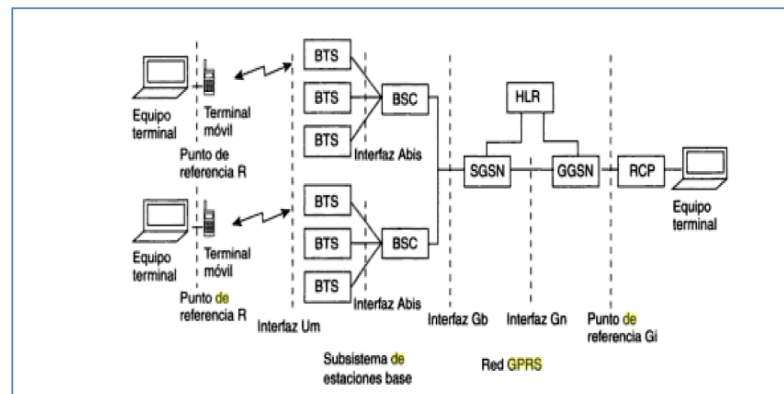 BTS
BTS
BTS
BSC
HLR
Equipo
terminal
Terminal
móvil
Interfaz Abis
Punto de
referencia R
SGSN
GGSN
RCP
Equipo
terminal
BTS
BTS
BTS
BSC
Equipo
terminal
Terminal
móvil
Interfaz Abis
Punto de
referencia R
Interfaz Um
Interfaz Gb
Interfaz Gn
Punto de
referencia Gi
Subsistema de
estaciones base
Red GPRS